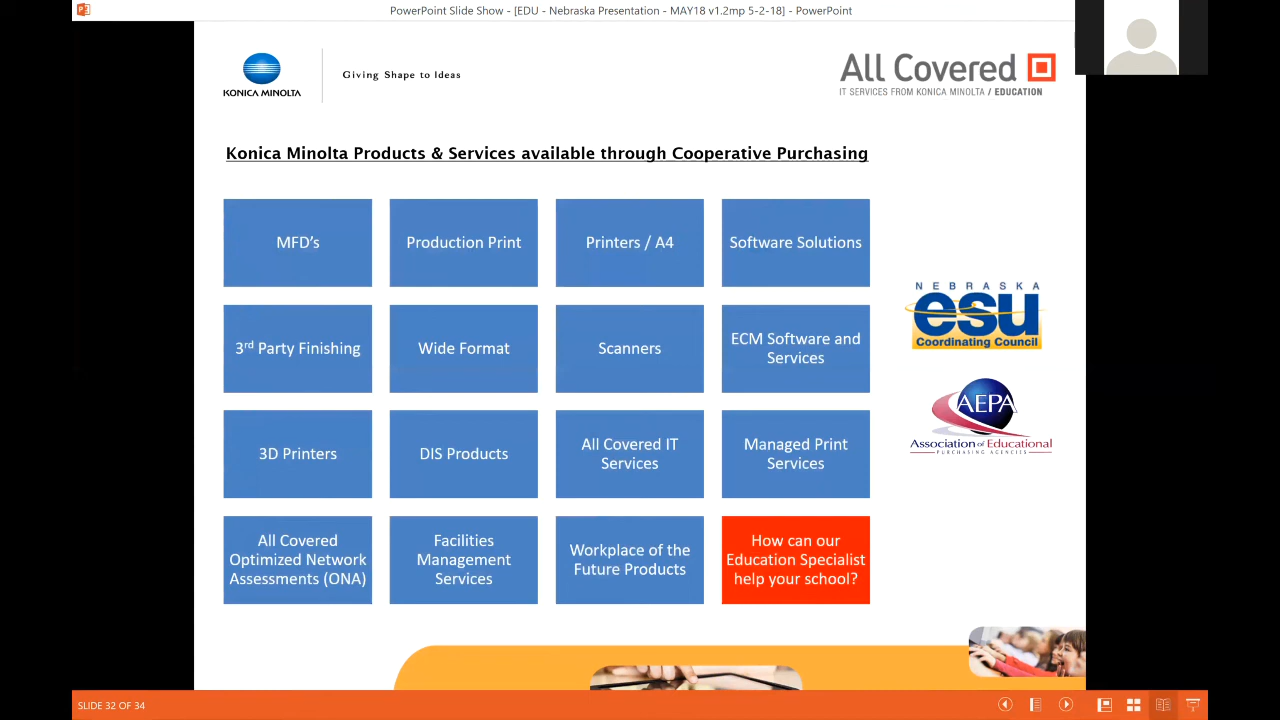 PowerPoint Slide Show - [EDU - Nebraska Presentation - MAY18 v1.2mp 5-2-18] - PowerPoint
KONICA MINOLTA
Giving Shape to Ideas
All Covered
IT SERVICES FROM KONICA MINOLTA / EDUCATION
Konica Minolta Products & Services available through Cooperative Purchasing
MFD's
Production Print
Printers / A4
Software Solutions
3rd Party Finishing
Wide Format
Scanners
ECM Software and
Services
3D Printers
DIS Products
All Covered IT
Services
Managed Print
Services
All Covered
Optimized Network
Assessments (ONA)
Facilities
Management
Services
Workplace of the
Future Products
How can our
Education Specialist
help your school?
NEBRASKA
esu
Coordinating Council
AEPA
Association of Educational
PURCHASING AGENCIES
SLIDE 32 OF 34